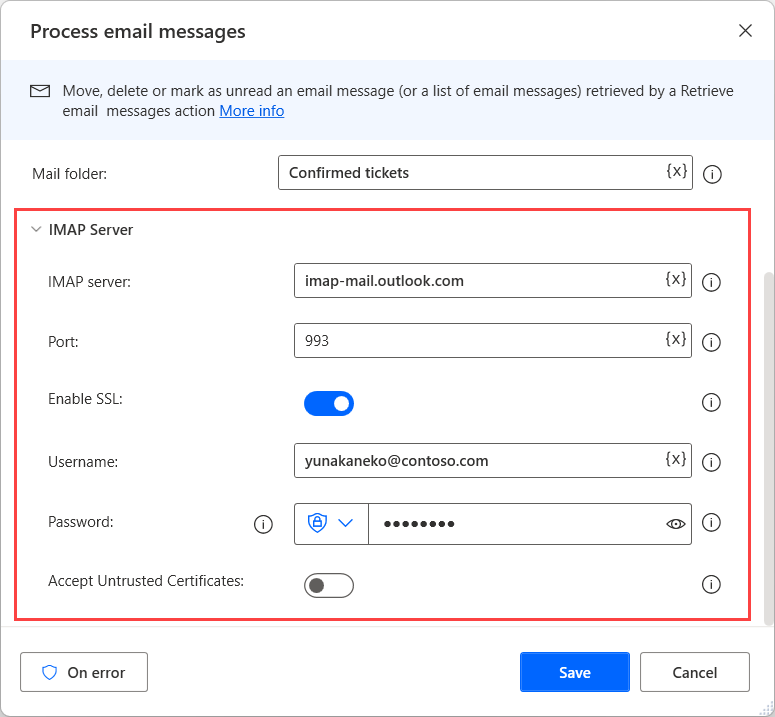 Process email messages
Move, delete or mark as unread an email message (or a list of email messages) retrieved by a Retrieve
email messages action More info
Mail folder: Confirmed tickets {x}
IMAP Server
IMAP server: imap-mail.outlook.com {x}
Port: 993 {x}
Enable SSL:
Username: yunakaneko@contoso.com {x}
Password: ••••••••
Accept Untrusted Certificates:
On error Save Cancel